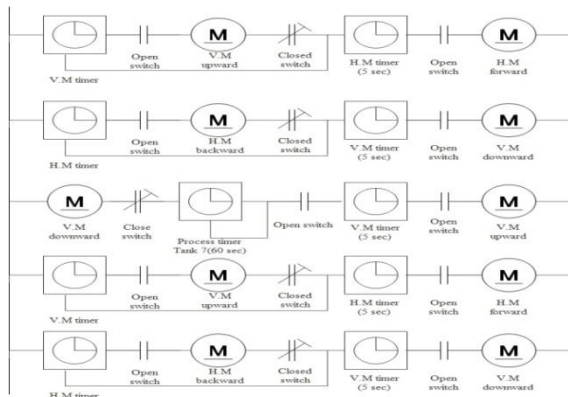 M M
Open switch V.M upward Closed switch H.M timer (5 sec) Open switch H.M forward
V.M timer
M M
Open switch H.M backward Closed switch V.M timer (5 sec) Open switch V.M downward
H.M timer
M M
V.M downward Close switch Process timer Tank 7(60 sec) Open switch V.M timer (5 sec) Open switch V.M upward
M M
Open switch V.M upward Closed switch H.M timer (5 sec) Open switch H.M forward
V.M timer
M M
Open switch H.M backward Closed switch V.M timer (5 sec) Open switch V.M downward
H.M timer